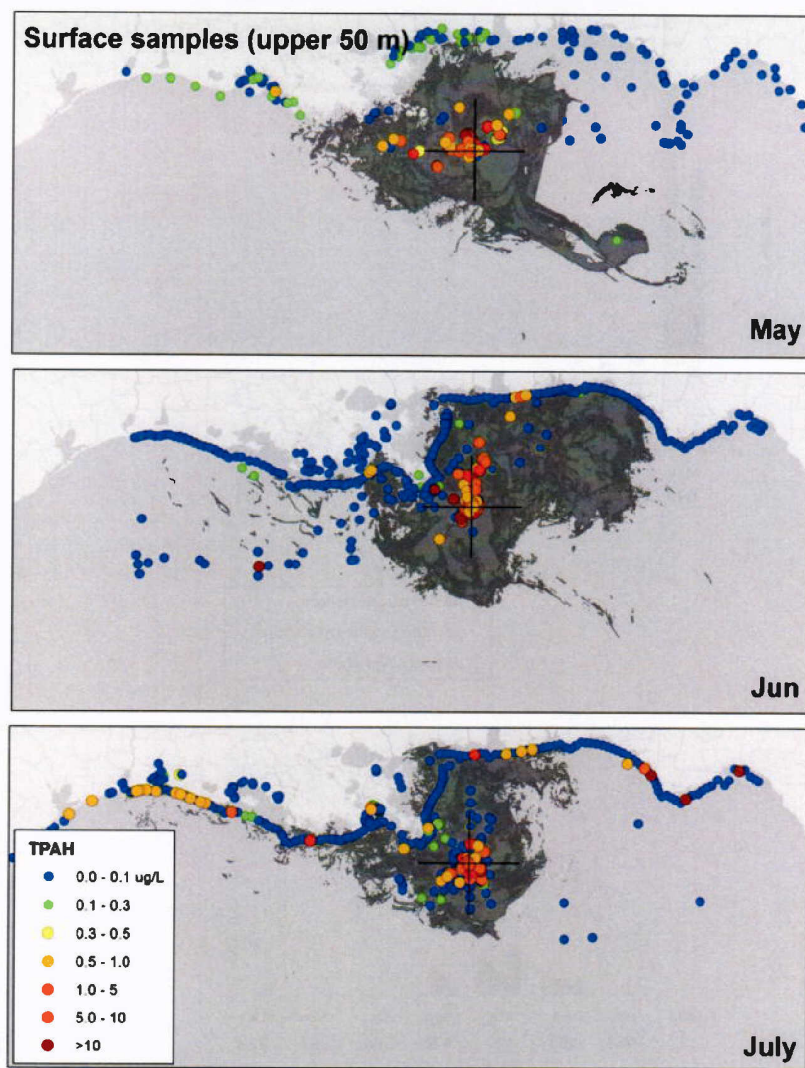 Surface samples (upper 50 m)
May
Jun
TPAH
0.0 - 0.1 ug/L
0.1 - 0.3
0.3 - 0.5
0.5 - 1.0
1.0 - 5
5.0 - 10
>10
July